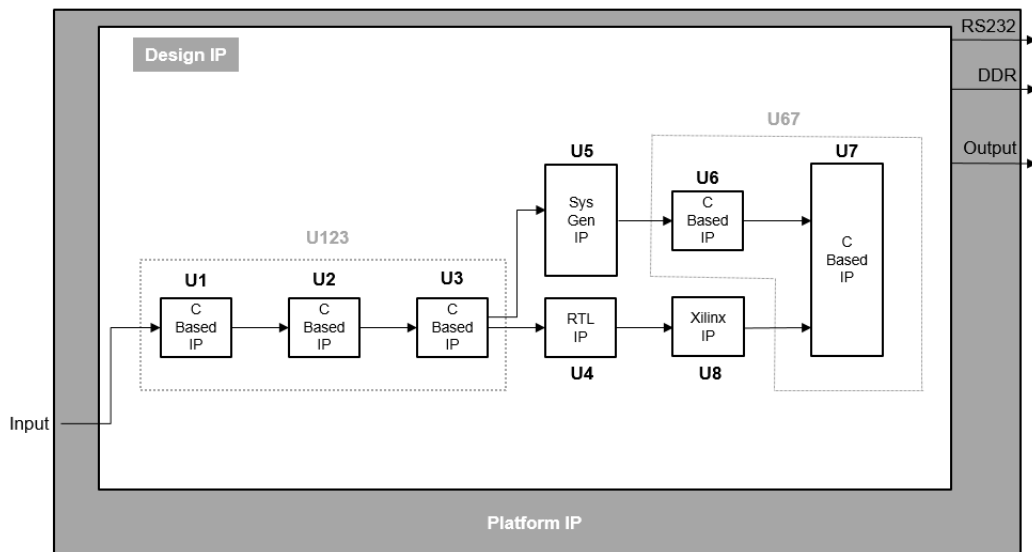 RS232
Design IP
DDR
U67
Output
U5
U7
U6
Sys
Gen
IP
C
Based
IP
U123
C
Based
IP
U1
U2
U3
C
Based
IP
C
Based
IP
C
Based
IP
RTL
IP
Xilinx
IP
U4
U8
Input
Platform IP